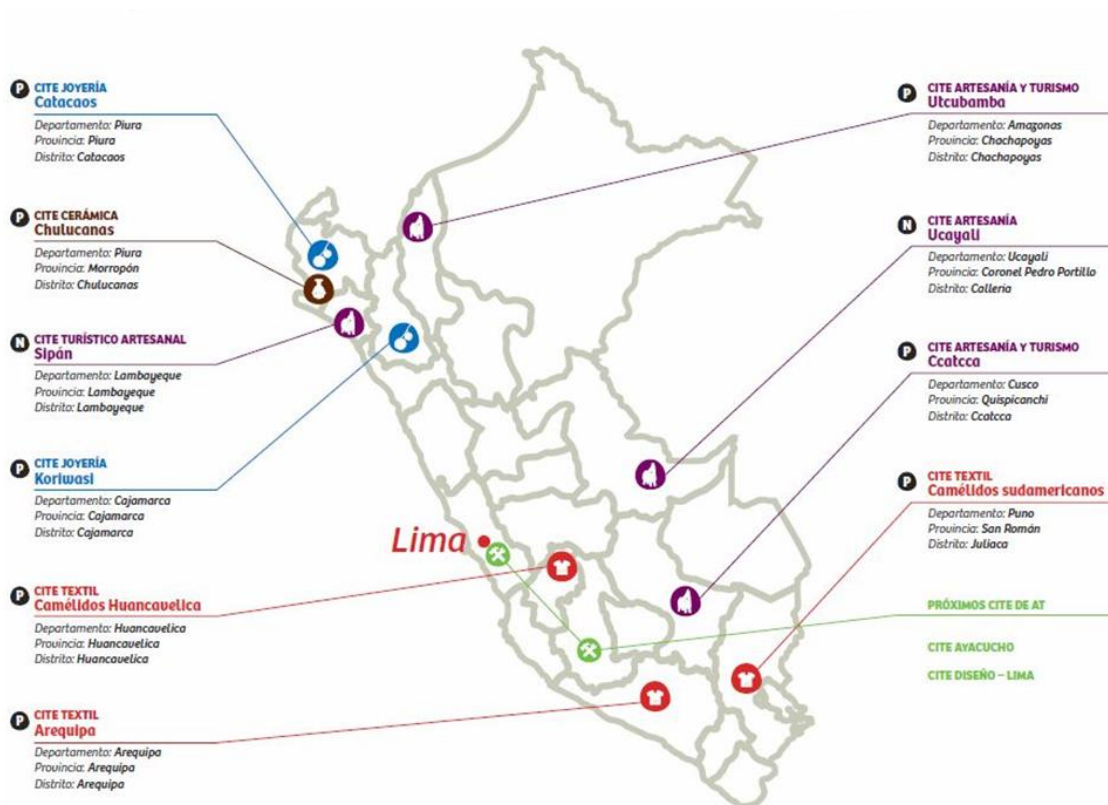 P CITE JOYERÍA
Catacaos
Departamento: Piura
Provincia: Piura
Distrito: Catacaos
P CITE CERÁMICA
Chulucanas
Departamento: Piura
Provincia: Morropón
Distrito: Chulucanas
N CITE TURÍSTICO ARTESANAL
Sipán
Departamento: Lambayeque
Provincia: Lambayeque
Distrito: Lambayeque
P CITE JOYERÍA
Koriwasi
Departamento: Cajamarca
Provincia: Cajamarca
Distrito: Cajamarca
P CITE TEXTIL
Camélidos Huancavelica
Departamento: Huancavelica
Provincia: Huancavelica
Distrito: Huancavelica
P CITE TEXTIL
Arequipa
Departamento: Arequipa
Provincia: Arequipa
Distrito: Arequipa
Lima
P CITE ARTESANÍA Y TURISMO
Utcubamba
Departamento: Amazonas
Provincia: Chachapoyas
Distrito: Chachapoyas
N CITE ARTESANÍA
Ucayali
Departamento: Ucayali
Provincia: Coronel Pedro Portillo
Distrito: Calleria
P CITE ARTESANÍA Y TURISMO
Ccatcca
Departamento: Cusco
Provincia: Quispicanchi
Distrito: Ccatcca
P CITE TEXTIL
Camélidos sudamericanos
Departamento: Puno
Provincia: San Román
Distrito: Juliaca
PRÓXIMOS CITE DE AT
CITE AYACUCHO
CITE DISEÑO – LIMA